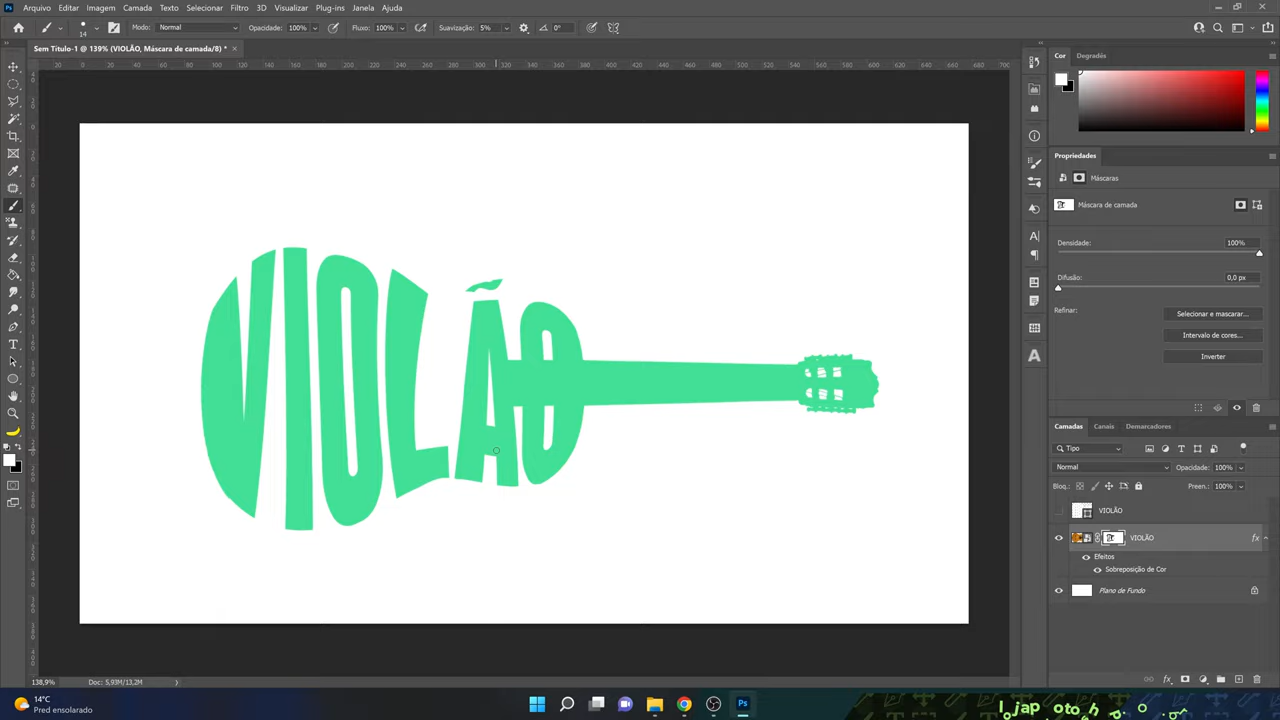 Arquivo Editar Imagem Camada Texto Selecionar Filtro 3D Visualizar Plug-ins Janela Ajuda
14 Modo: Normal Opacidade: 100% Fluxo: 100% Suavização: 5% 0°
Sem Título-1 @ 139% (VIOLÃO, Máscara de camada/8) *
VIOLÃO
Cor Degradês
Propriedades
Máscaras
Máscara de camada
Densidade: 100%
Difusão: 0,0 px
Refinar: Selecionar e mascarar...
Intervalo de cores...
Inverter
Camadas Canais Demarcadores
Tipo
Normal Opacidade: 100%
Bloq.: Preen.: 100%
VIOLÃO
VIOLÃO fx
Efeitos
Sobreposição de Cor
Plano de Fundo
138,9% Doc: 5,93M/13,2M
14°C
Pred ensolarado